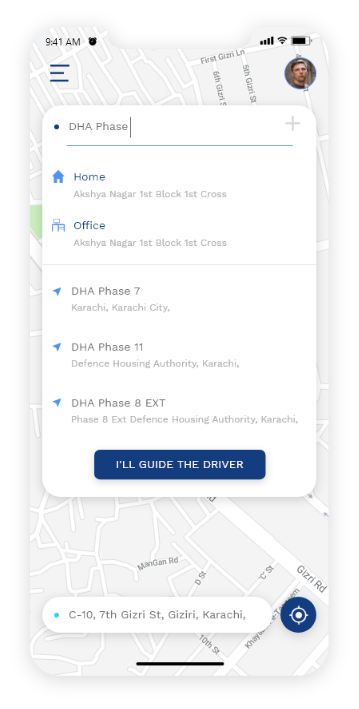 9:41 AM
First Gizri Ln
6th Gizri St
5th Gizri St
DHA Phase
Home
Akshya Nagar 1st Block 1st Cross
Office
Akshya Nagar 1st Block 1st Cross
DHA Phase 7
Karachi, Karachi City,
DHA Phase 11
Defence Housing Authority, Karachi,
DHA Phase 8 EXT
Phase 8 Ext Defence Housing Authority, Karachi,
I'LL GUIDE THE DRIVER
Rd
ManGan Rd
D St
'C' St
Gizri Rd
C-10, 7th Gizri St, Giziri, Karachi,
10th St